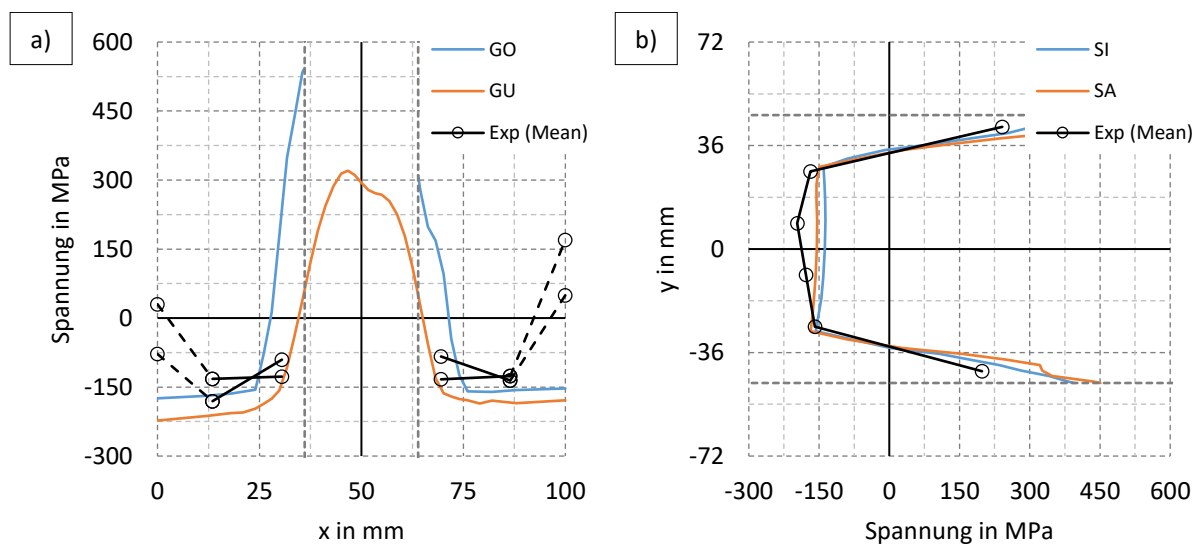 a)
600
450
300
150
0
-150
-300
Spannung in MPa
0
25
50
75
100
x in mm
GO
GU
Exp (Mean)
b)
72
36
0
-36
-72
y in mm
-300
-150
0
150
300
450
600
Spannung in MPa
SI
SA
Exp (Mean)